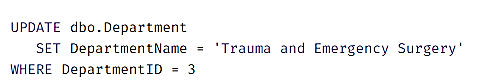 UPDATE dbo.Department
SET DepartmentName = 'Trauma and Emergency Surgery'
WHERE DepartmentID = 3